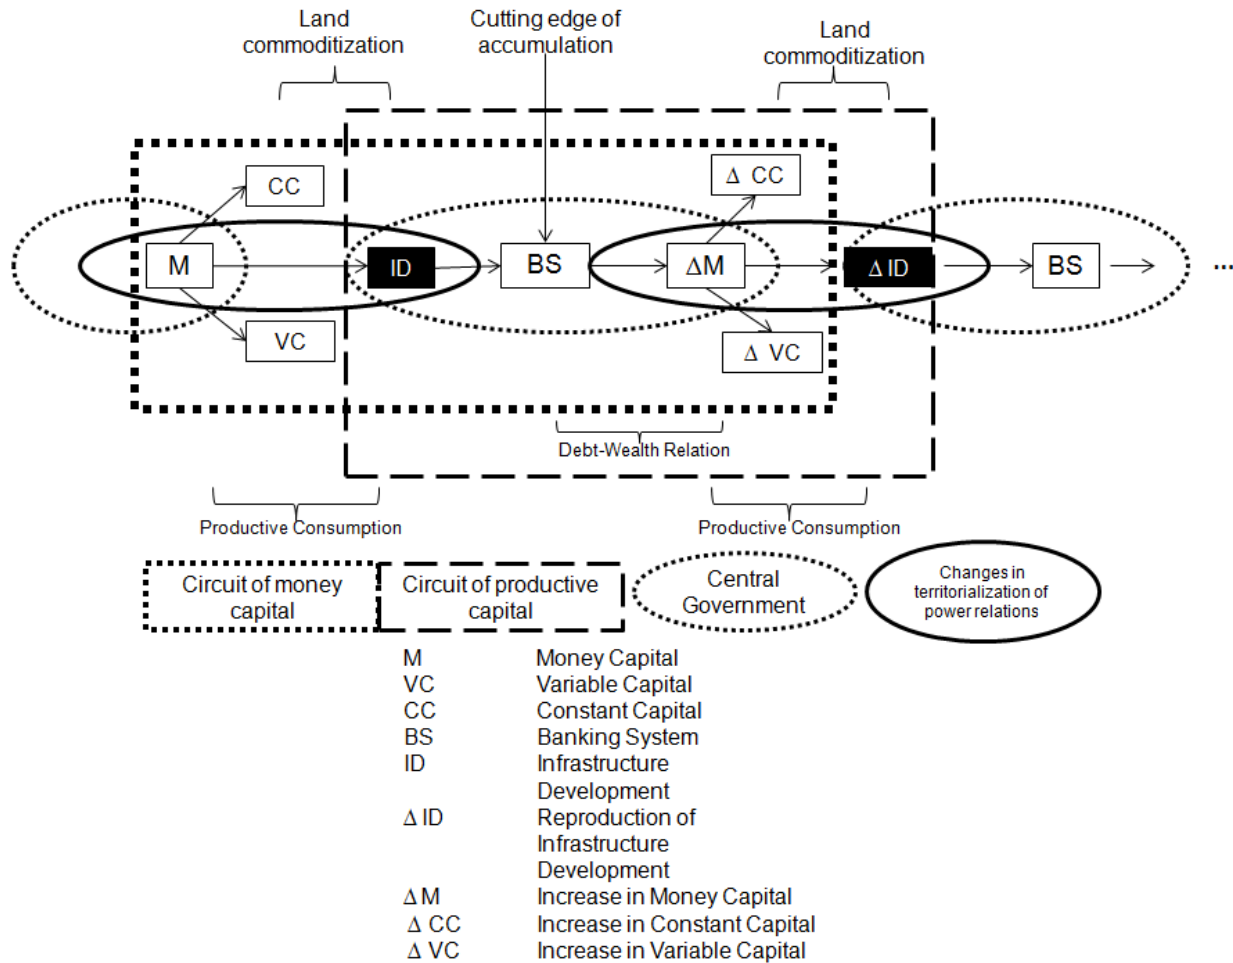 Land
commoditization
Cutting edge of
accumulation
Land
commoditization
CC
Δ CC
M
ID
BS
ΔM
Δ ID
BS
...
VC
Δ VC
Debt-Wealth Relation
Productive Consumption
Productive Consumption
Circuit of money
capital
Circuit of productive
capital
Central
Government
Changes in
territorialization of
power relations
M Money Capital
VC Variable Capital
CC Constant Capital
BS Banking System
ID Infrastructure
Development
Δ ID Reproduction of
Infrastructure
Development
Δ M Increase in Money Capital
Δ CC Increase in Constant Capital
Δ VC Increase in Variable Capital